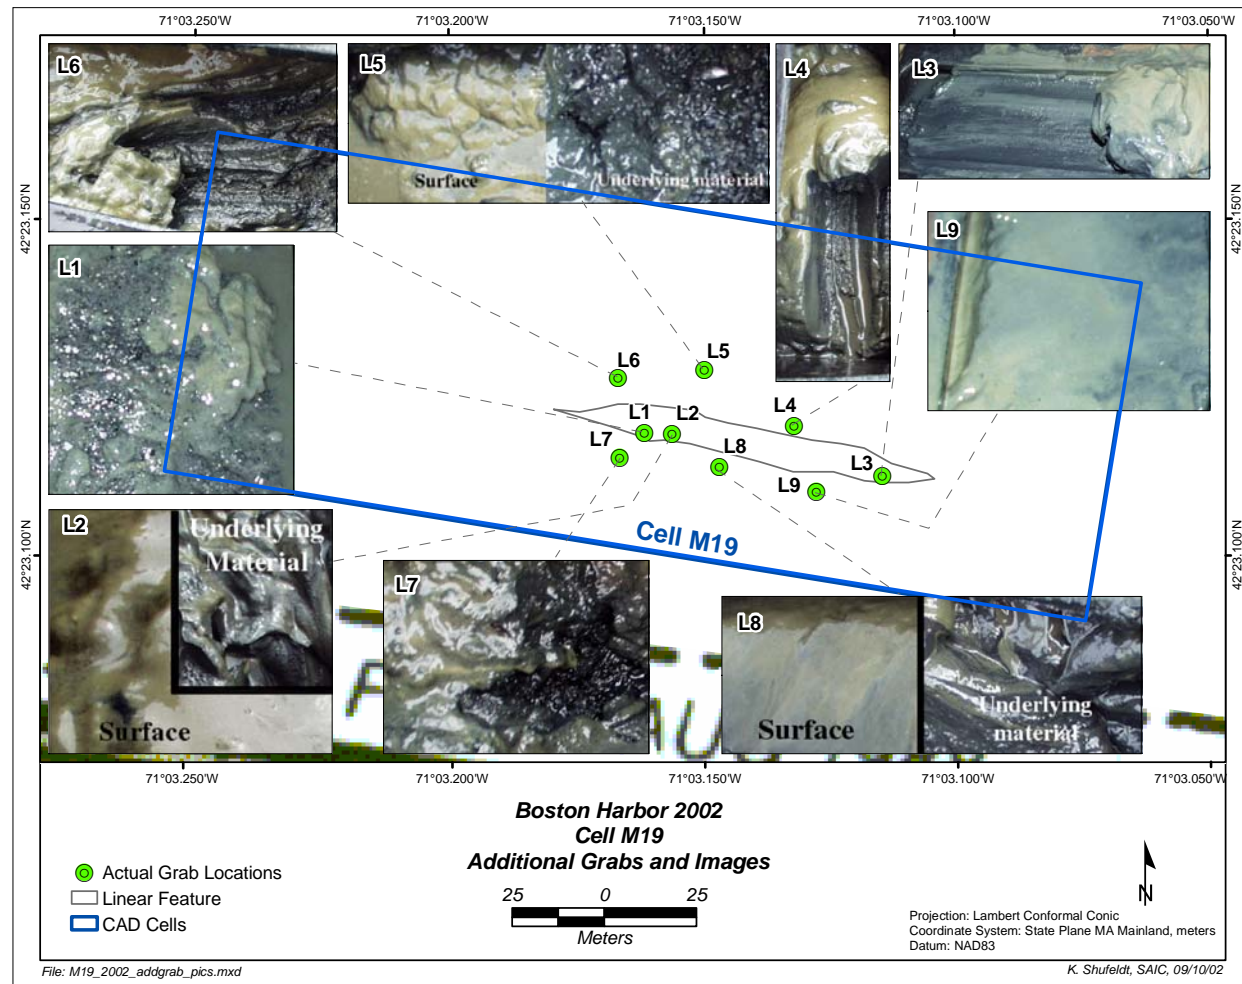 71°03.250'W 71°03.200'W 71°03.150'W 71°03.100'W 71°03.050'W
L6
L5
L4
L3
Surface
Underlying material
42°23.150'N
42°23.150'N
L9
L1
L6
L5
L1
L2
L4
L7
L8
L3
L9
Cell M19
42°23.100'N
42°23.100'N
L2
Underlying
Material
Surface
L7
L8
Surface
Underlying
material
71°03.250'W 71°03.200'W 71°03.150'W 71°03.100'W 71°03.050'W
Boston Harbor 2002
Cell M19
Additional Grabs and Images
Actual Grab Locations
Linear Feature
CAD Cells
25 0 25
Meters
N
Projection: Lambert Conformal Conic
Coordinate System: State Plane MA Mainland, meters
Datum: NAD83
File: M19_2002_addgrab_pics.mxd
K. Shufeldt, SAIC, 09/10/02